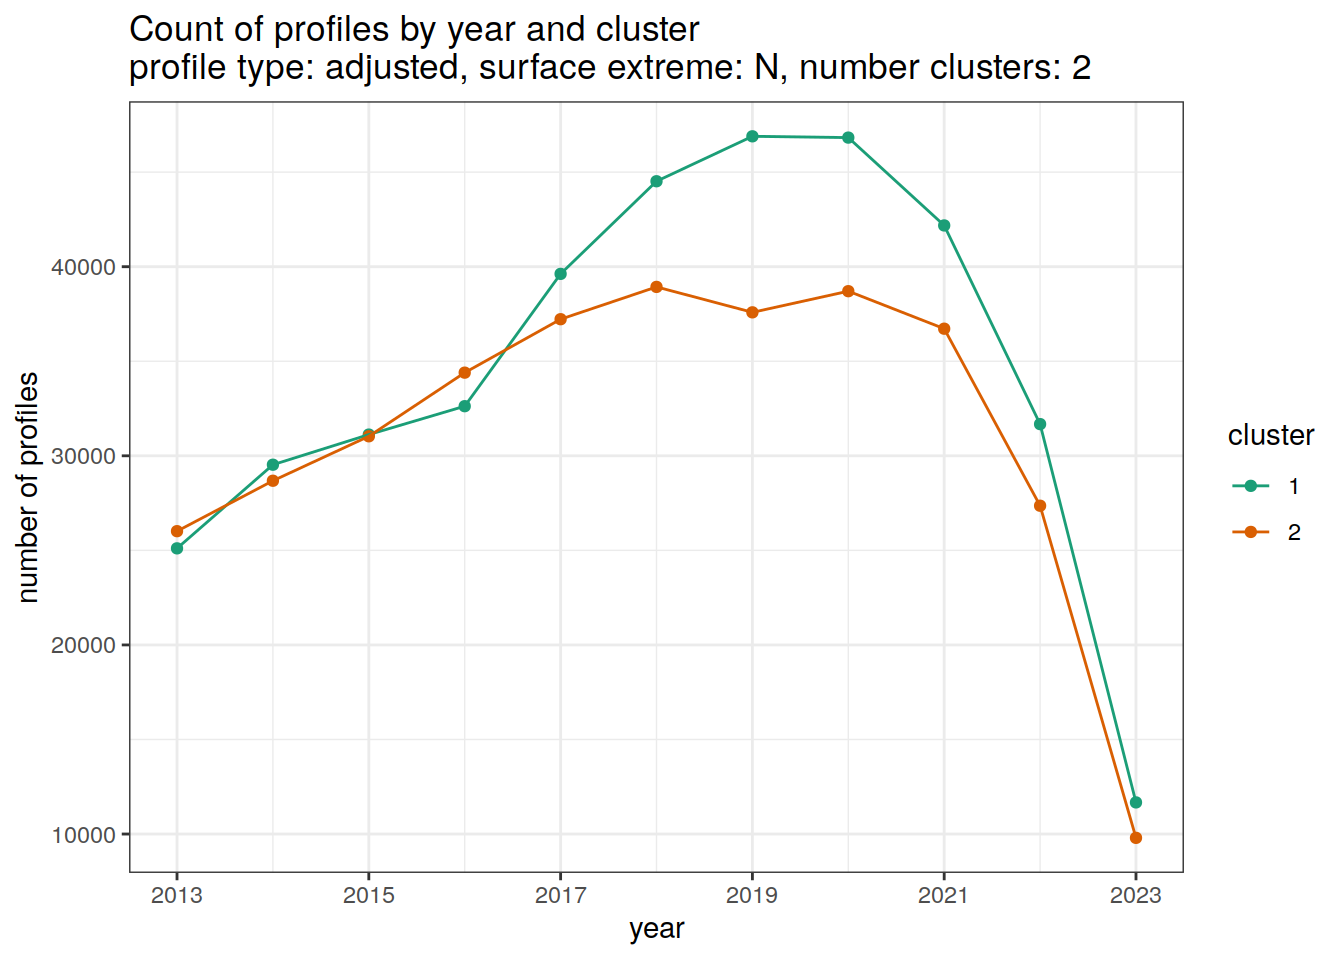 Count of profiles by year and cluster
profile type: adjusted, surface extreme: N, number clusters: 2
number of profiles
40000
30000
20000
10000
2013 2015 2017 2019 2021 2023
year
cluster
1
2